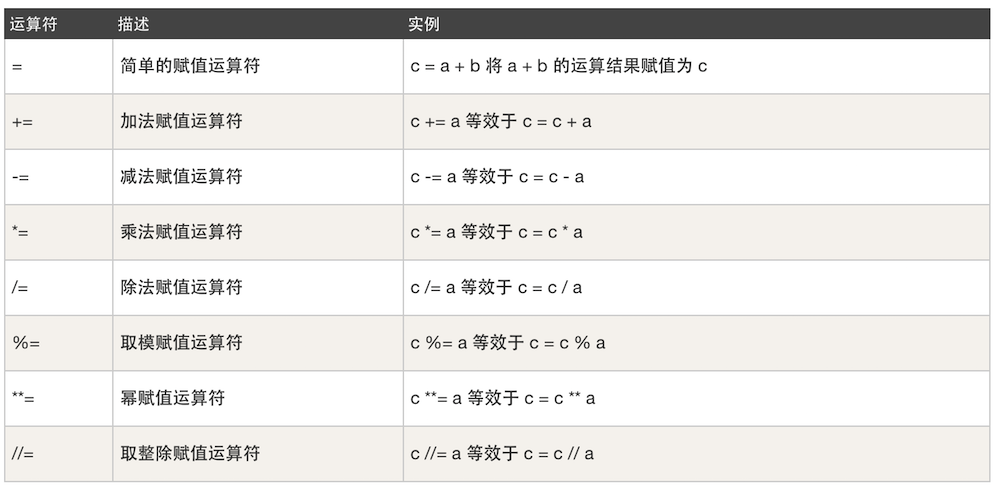 运算符 描述 实例
= 简单的赋值运算符 c = a + b 将 a + b 的运算结果赋值为 c
+= 加法赋值运算符 c += a 等效于 c = c + a
-= 减法赋值运算符 c -= a 等效于 c = c - a
*= 乘法赋值运算符 c *= a 等效于 c = c * a
/= 除法赋值运算符 c /= a 等效于 c = c / a
%= 取模赋值运算符 c %= a 等效于 c = c % a
**= 幂赋值运算符 c **= a 等效于 c = c ** a
//= 取整除赋值运算符 c //= a 等效于 c = c // a